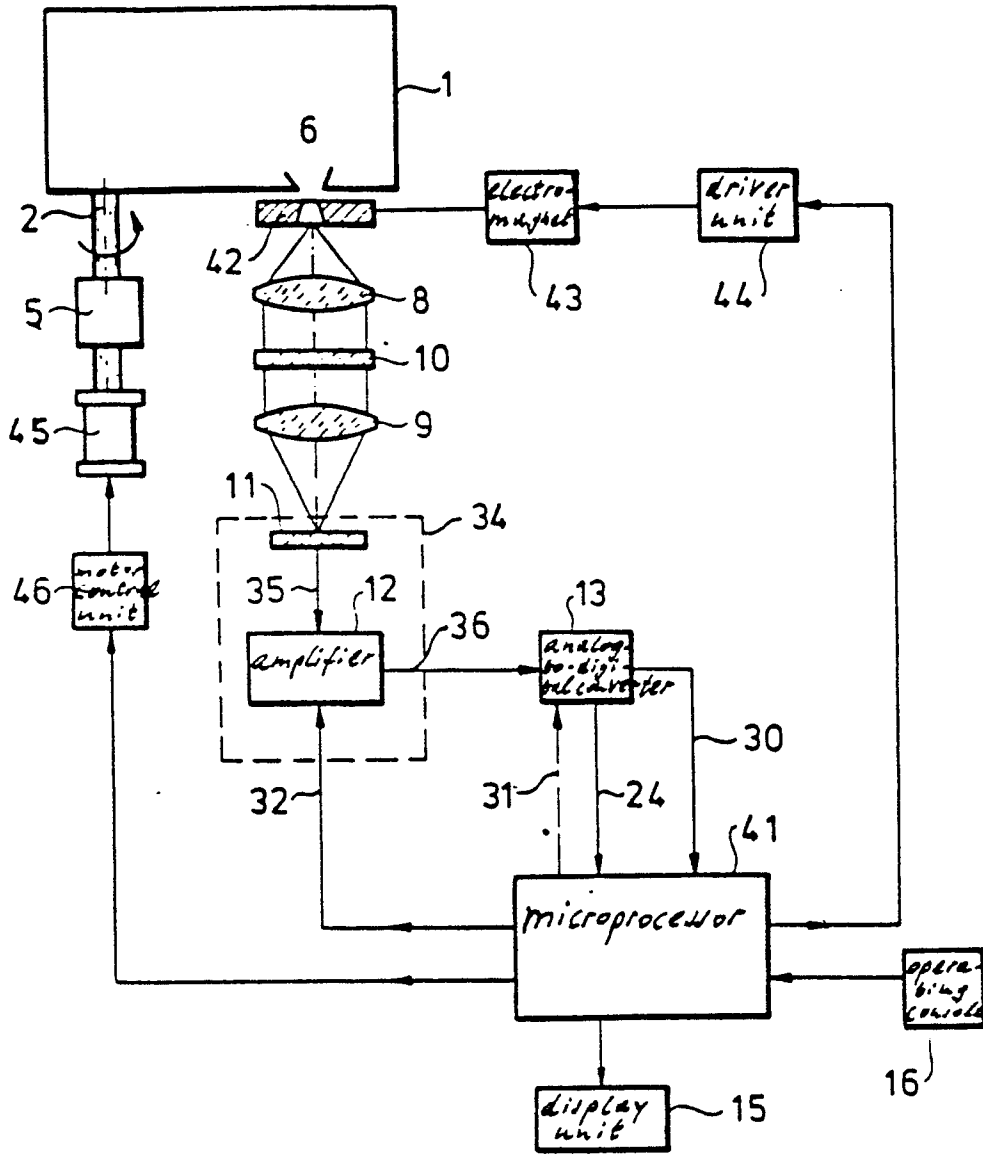 1
6
2
electro-
magnet
driver
unit
42
43
44
5
8
10
45
9
11
34
46
motor
control
unit
35
12
36
13
amplifier
analog-
to-digi
tal converter
30
32
31
24
41
microprocessor
opera-
ting
console
16
display
unit
15